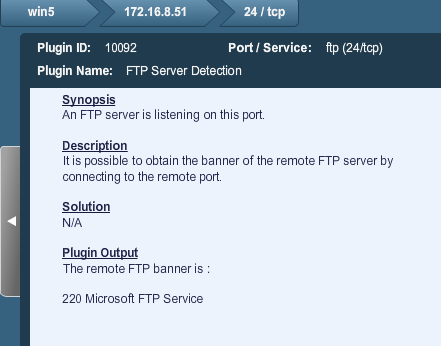 win5 172.16.8.51 24 / tcp
Plugin ID: 10092 Port / Service: ftp (24/tcp)
Plugin Name: FTP Server Detection
Synopsis
An FTP server is listening on this port.
Description
It is possible to obtain the banner of the remote FTP server by
connecting to the remote port.
Solution
N/A
Plugin Output
The remote FTP banner is :
220 Microsoft FTP Service